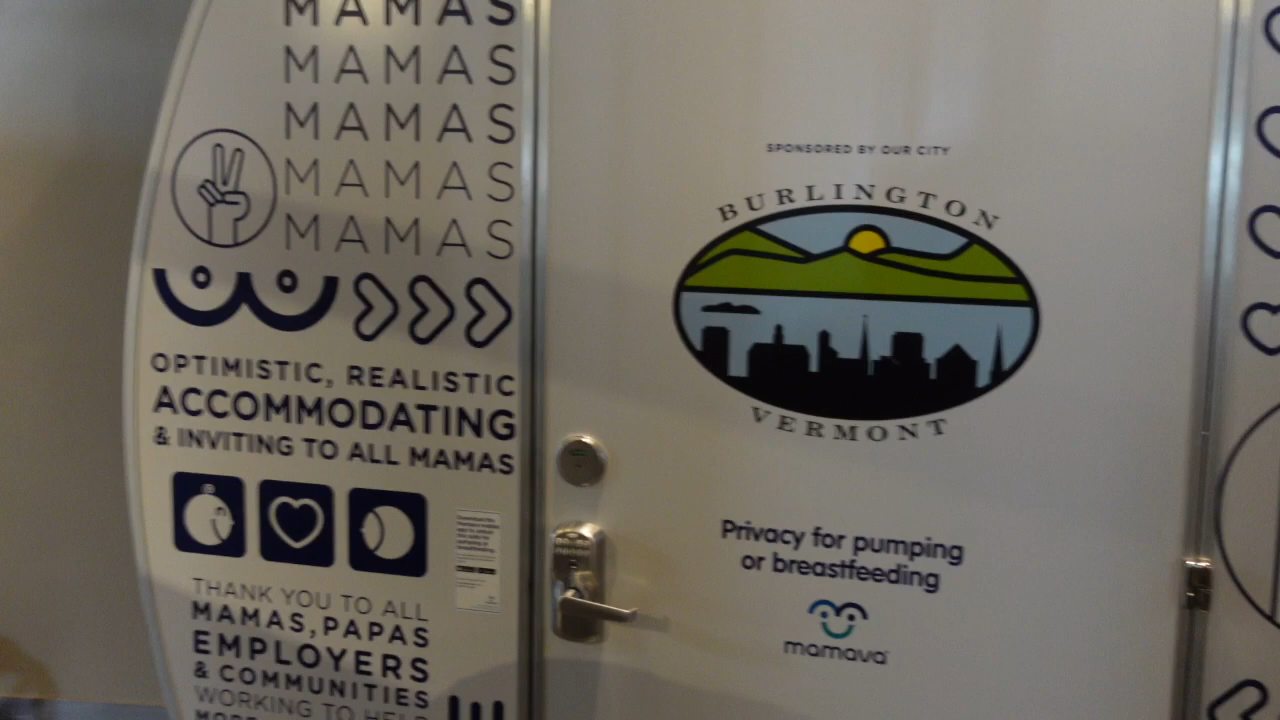 MAMAS
MAMAS
MAMAS
MAMAS
MAMAS
OPTIMISTIC, REALISTIC
ACCOMMODATING
& INVITING TO ALL MAMAS
THANK YOU TO ALL
MAMAS, PAPAS
EMPLOYERS
& COMMUNITIES
WORKING TO HELP
MORE
SPONSORED BY OUR CITY
BURLINGTON
VERMONT
Privacy for pumping
or breastfeeding
mamava